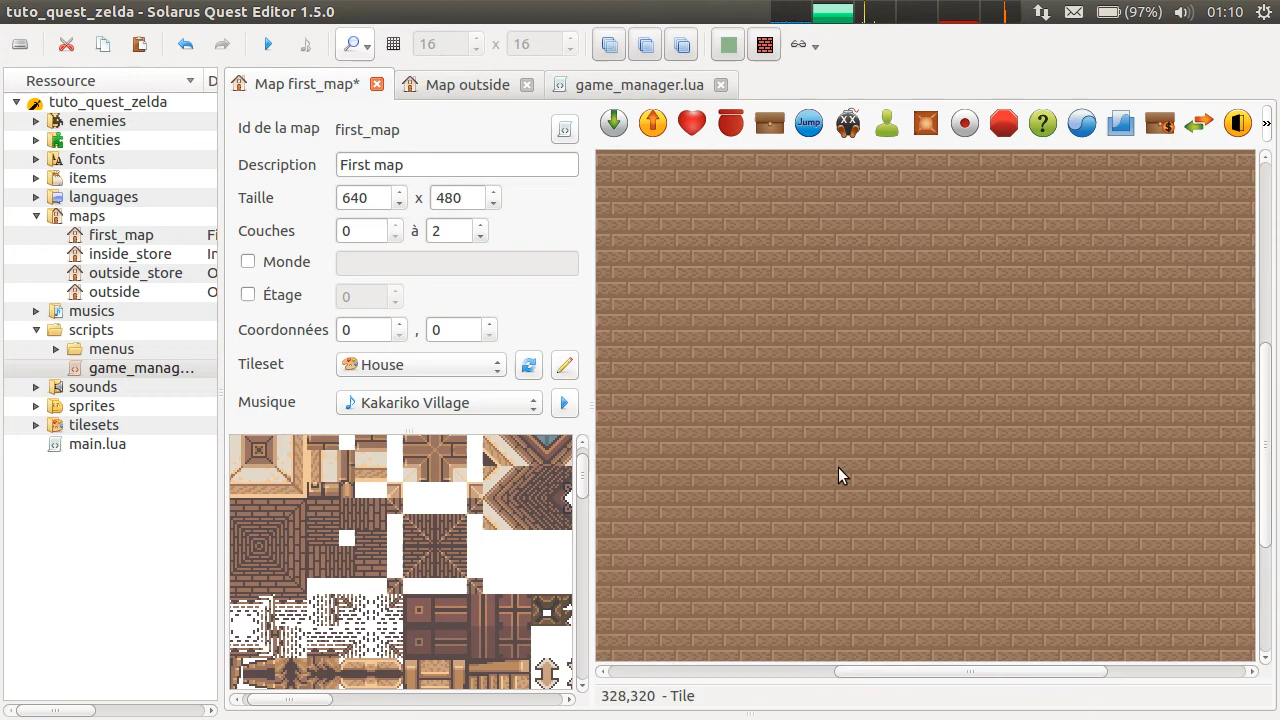 tuto_quest_zelda - Solarus Quest Editor 1.5.0
(97%) 01:10
16 x 16
Ressource D
Map first_map* Map outside game_manager.lua
tuto_quest_zelda
enemies
entities
fonts
items
languages
maps
first_map Fi
inside_store In
outside_store O
outside O
musics
scripts
menus
game_manag...
sounds
sprites
tilesets
main.lua
Id de la map first_map
Description First map
Taille 640 x 480
Couches 0 à 2
Monde
Étage 0
Coordonnées 0 , 0
Tileset House
Musique Kakariko Village
Jump
XX
?
$
»
328,320 - Tile